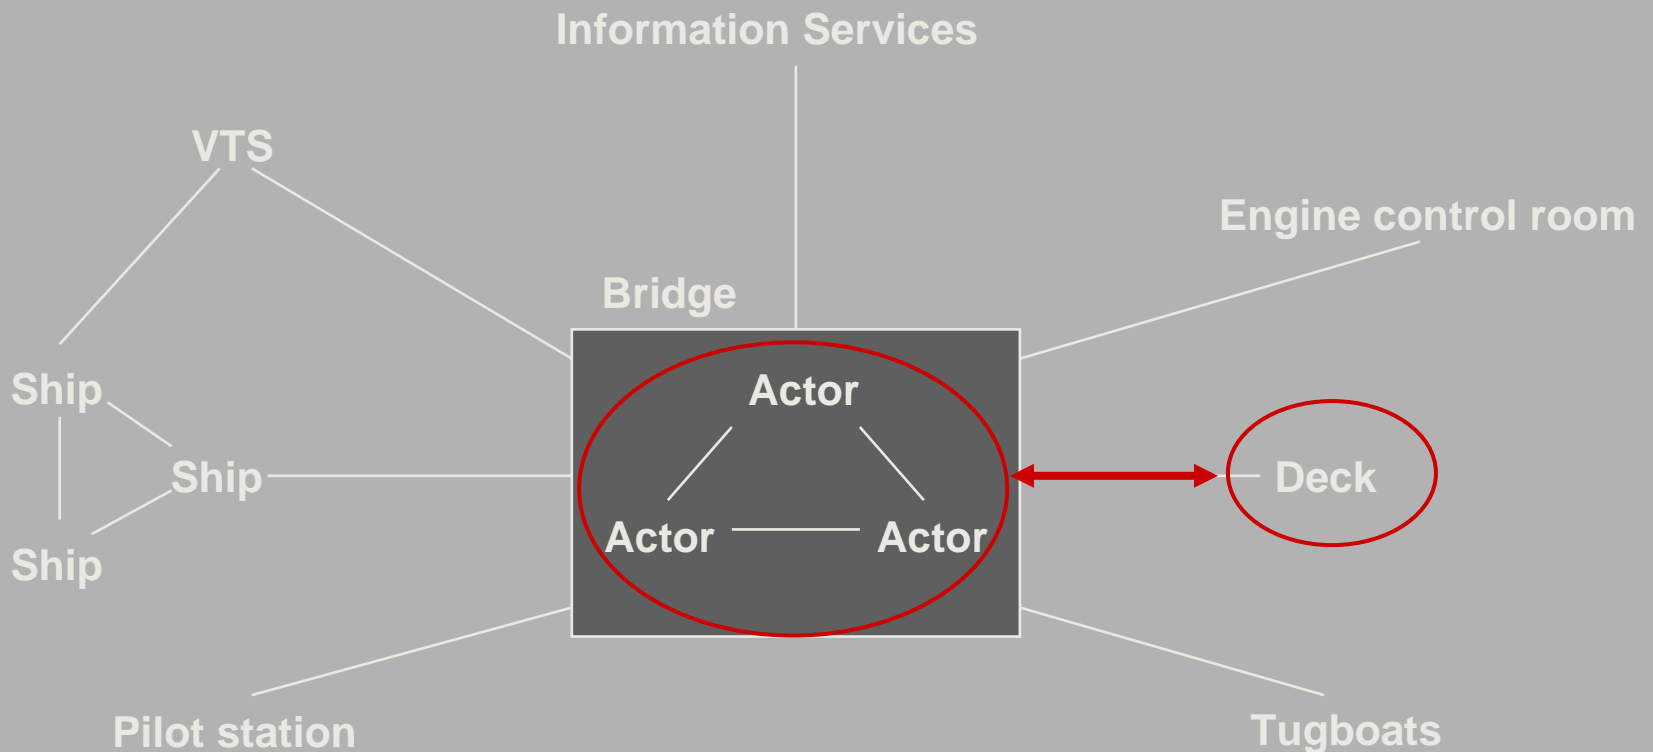 Information Services
VTS
Engine control room
Bridge
Ship
Actor
Ship
Deck
Actor
Actor
Ship
Pilot station
Tugboats